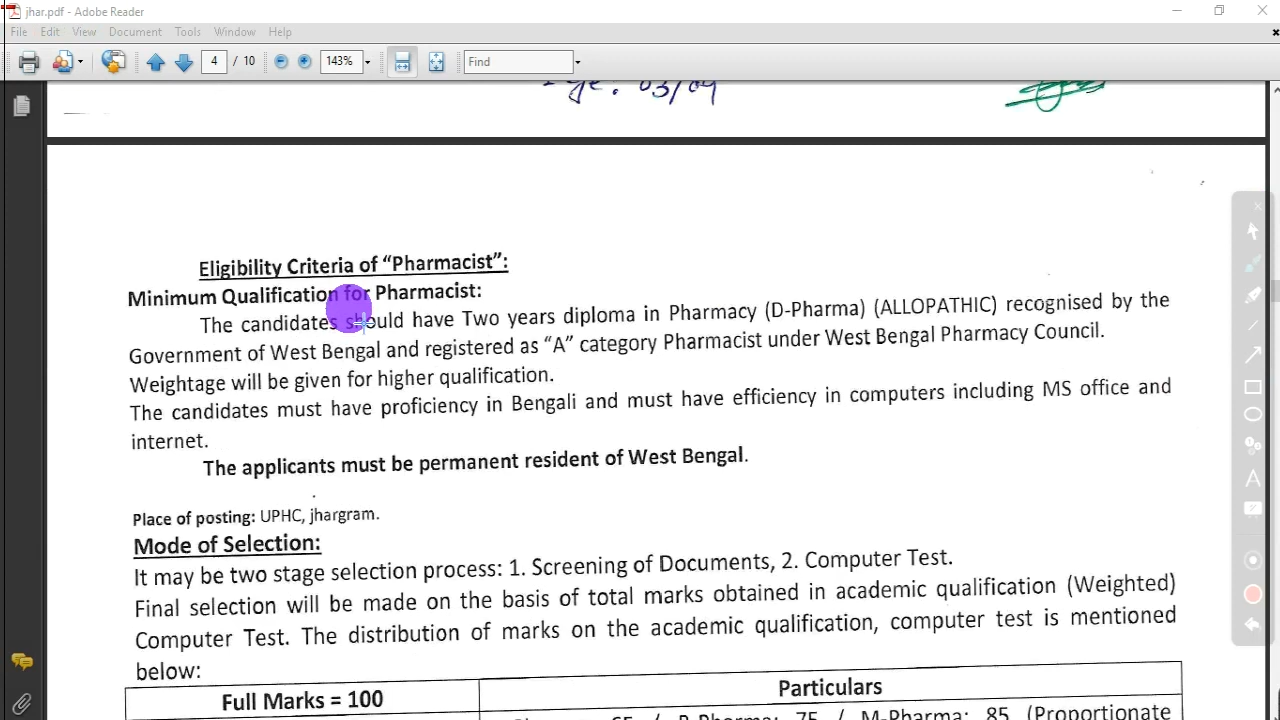 jhar.pdf - Adobe Reader
File Edit View Document Tools Window Help
4 / 10 143% Find
Eligibility Criteria of “Pharmacist”:
Minimum Qualification for Pharmacist:
The candidates should have Two years diploma in Pharmacy (D-Pharma) (ALLOPATHIC) recognised by the
Government of West Bengal and registered as “A” category Pharmacist under West Bengal Pharmacy Council.
Weightage will be given for higher qualification.
The candidates must have proficiency in Bengali and must have efficiency in computers including MS office and
internet.
The applicants must be permanent resident of West Bengal.
Place of posting: UPHC, jhargram.
Mode of Selection:
It may be two stage selection process: 1. Screening of Documents, 2. Computer Test.
Final selection will be made on the basis of total marks obtained in academic qualification (Weighted)
Computer Test. The distribution of marks on the academic qualification, computer test is mentioned
below:
Full Marks = 100 Particulars
65 / B-Pharma: 75 / M-Pharma: 85 (Proportionate